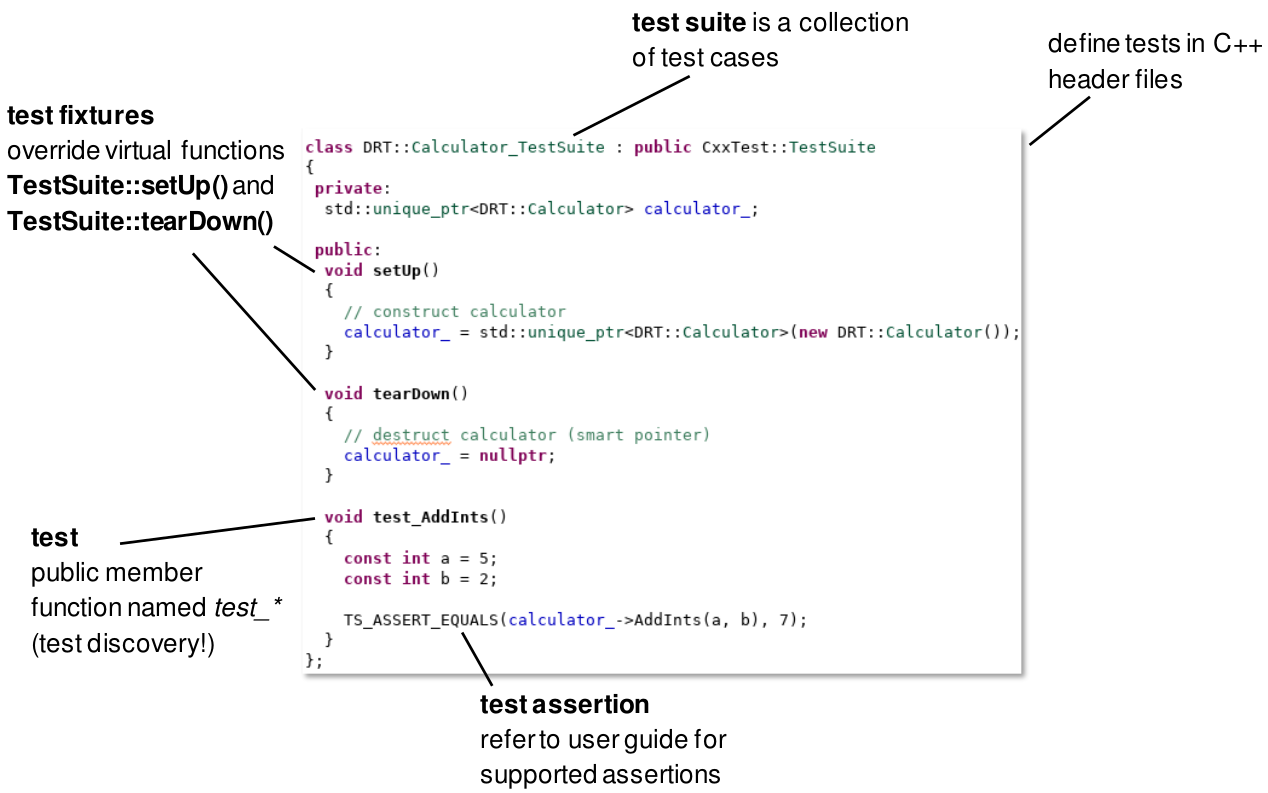 test suite is a collection
of test cases
define tests in C++
header files
test fixtures
override virtual functions
TestSuite::setUp() and
TestSuite::tearDown()
class DRT::Calculator_TestSuite : public CxxTest::TestSuite
{
private:
std::unique_ptr<DRT::Calculator> calculator_;
public:
void setUp()
{
// construct calculator
calculator_ = std::unique_ptr<DRT::Calculator>(new DRT::Calculator());
}
void tearDown()
{
// destruct calculator (smart pointer)
calculator_ = nullptr;
}
void test_AddInts()
{
const int a = 5;
const int b = 2;
TS_ASSERT_EQUALS(calculator_->AddInts(a, b), 7);
}
};
test
public member
function named test_*
(test discovery!)
test assertion
refer to user guide for
supported assertions